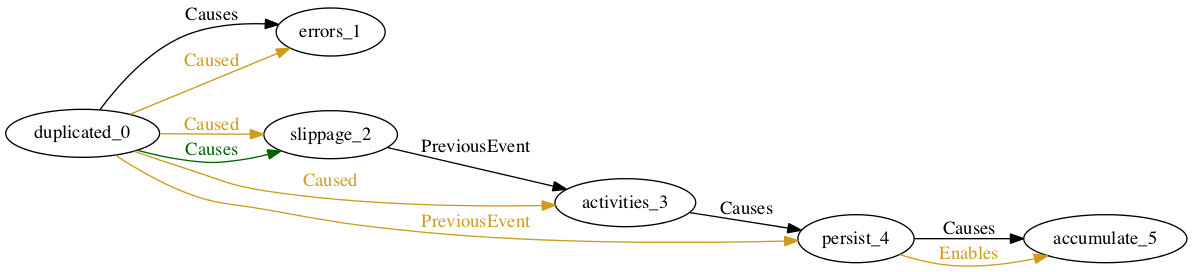 Causes
errors_1
Caused
duplicated_0
Caused
slippage_2
Causes
PreviousEvent
Caused
activities_3
PreviousEvent
Causes
persist_4
Causes
Enables
accumulate_5